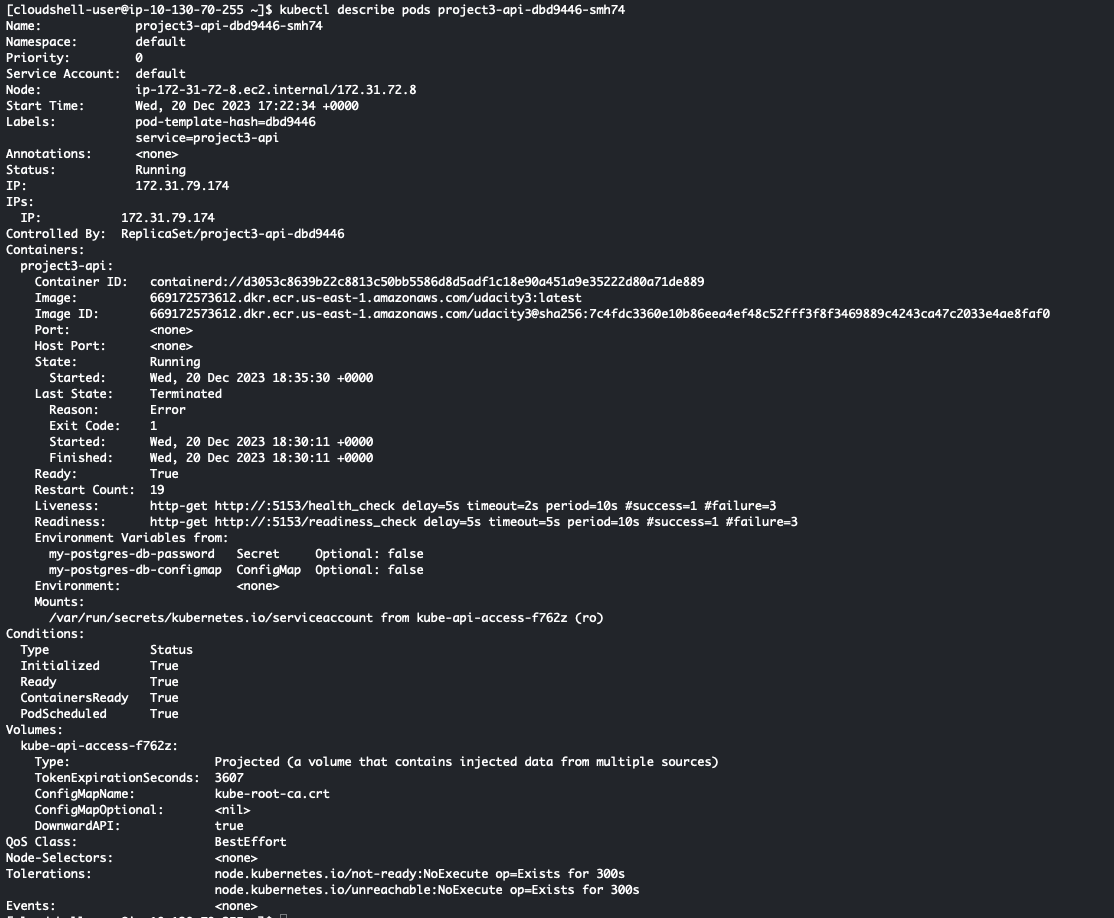 [cloudshell-user@ip-10-130-70-255 ~]$ kubectl describe pods project3-api-dbd9446-smh74
Name:             project3-api-dbd9446-smh74
Namespace:        default
Priority:         0
Service Account:  default
Node:             ip-172-31-72-8.ec2.internal/172.31.72.8
Start Time:       Wed, 20 Dec 2023 17:22:34 +0000
Labels:           pod-template-hash=dbd9446
                  service=project3-api
Annotations:      <none>
Status:           Running
IP:               172.31.79.174
IPs:
  IP:           172.31.79.174
Controlled By:  ReplicaSet/project3-api-dbd9446
Containers:
  project3-api:
    Container ID:   containerd://d3053c8639b22c8813c50bb5586d8d5adf1c18e90a451a9e35222d80a71de889
    Image:          669172573612.dkr.ecr.us-east-1.amazonaws.com/udacity3:latest
    Image ID:       669172573612.dkr.ecr.us-east-1.amazonaws.com/udacity3@sha256:7c4fdc3360e10b86eea4ef48c52fff3f8f3469889c4243ca47c2033e4ae8faf0
    Port:           <none>
    Host Port:      <none>
    State:          Running
      Started:      Wed, 20 Dec 2023 18:35:30 +0000
    Last State:     Terminated
      Reason:       Error
      Exit Code:    1
      Started:      Wed, 20 Dec 2023 18:30:11 +0000
      Finished:     Wed, 20 Dec 2023 18:30:11 +0000
    Ready:          True
    Restart Count:  19
    Liveness:       http-get http://:5153/health_check delay=5s timeout=2s period=10s #success=1 #failure=3
    Readiness:      http-get http://:5153/readiness_check delay=5s timeout=5s period=10s #success=1 #failure=3
    Environment Variables from:
      my-postgres-db-password   Secret     Optional: false
      my-postgres-db-configmap  ConfigMap  Optional: false
    Environment:                <none>
    Mounts:
      /var/run/secrets/kubernetes.io/serviceaccount from kube-api-access-f762z (ro)
Conditions:
  Type              Status
  Initialized       True
  Ready             True
  ContainersReady   True
  PodScheduled      True
Volumes:
  kube-api-access-f762z:
    Type:                    Projected (a volume that contains injected data from multiple sources)
    TokenExpirationSeconds:  3607
    ConfigMapName:           kube-root-ca.crt
    ConfigMapOptional:       <nil>
    DownwardAPI:             true
QoS Class:                   BestEffort
Node-Selectors:              <none>
Tolerations:                 node.kubernetes.io/not-ready:NoExecute op=Exists for 300s
                             node.kubernetes.io/unreachable:NoExecute op=Exists for 300s
Events:                      <none>